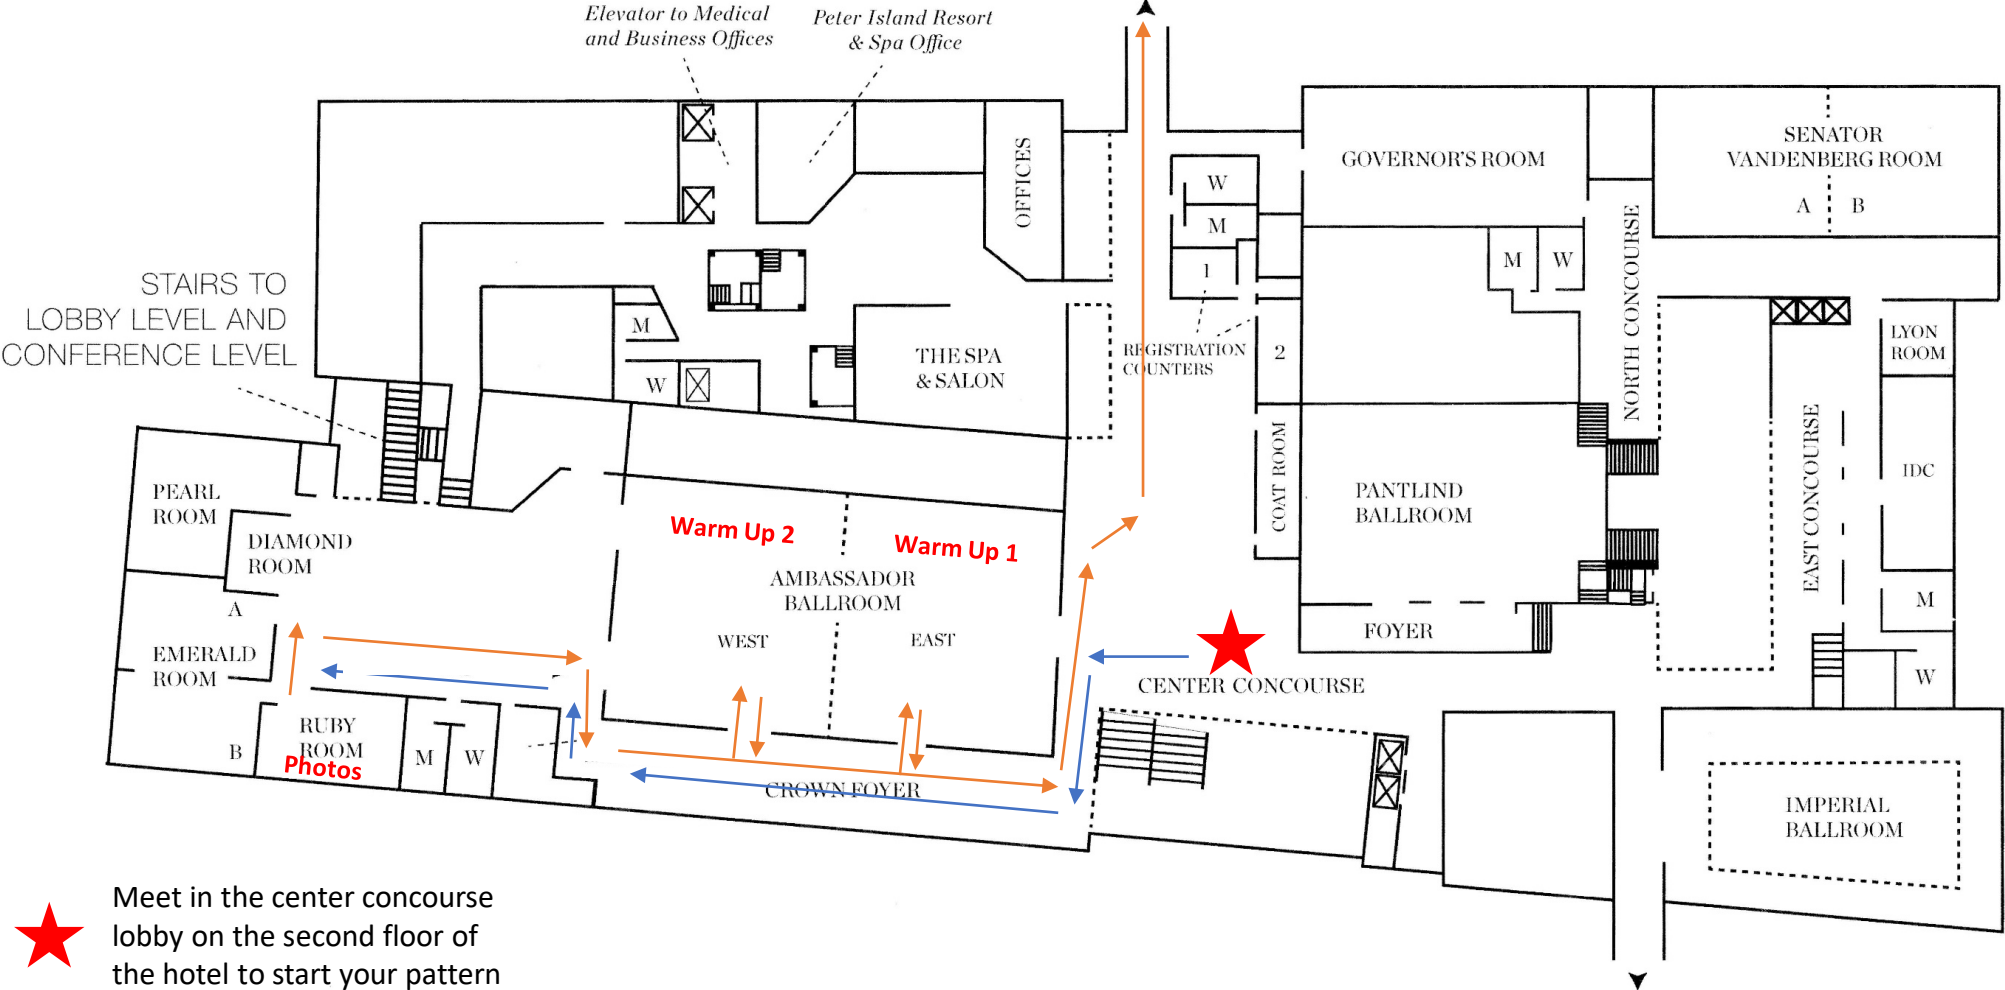 Elevator to Medical
and Business Offices
Peter Island Resort
& Spa Office
OFFICES
W
M
1
GOVERNOR'S ROOM
SENATOR
VANDENBERG ROOM
A
B
M
W
NORTH CONCOURSE
STAIRS TO
LOBBY LEVEL AND
CONFERENCE LEVEL
M
W
THE SPA
& SALON
REGISTRATION
COUNTERS
2
LYON
ROOM
EAST CONCOURSE
IDC
M
W
COAT ROOM
PANTLIND
BALLROOM
FOYER
PEARL
ROOM
DIAMOND
ROOM
A
EMERALD
ROOM
B
RUBY
ROOM
Photos
M
W
Warm Up 2
Warm Up 1
AMBASSADOR
BALLROOM
WEST
EAST
CROWN FOYER
CENTER CONCOURSE
IMPERIAL
BALLROOM
Meet in the center concourse
lobby on the second floor of
the hotel to start your pattern